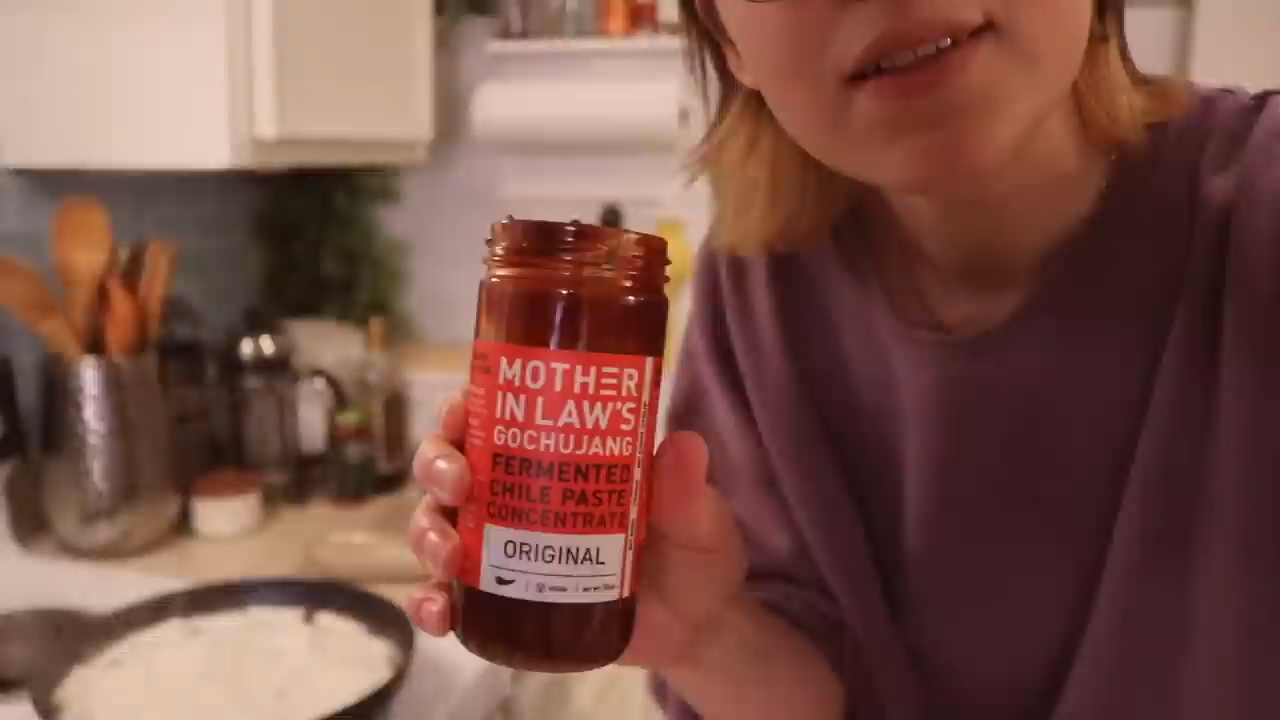 MOTHER
IN LAW'S
GOCHUJANG
FERMENTED
CHILE PASTE
CONCENTRATE
ORIGINAL